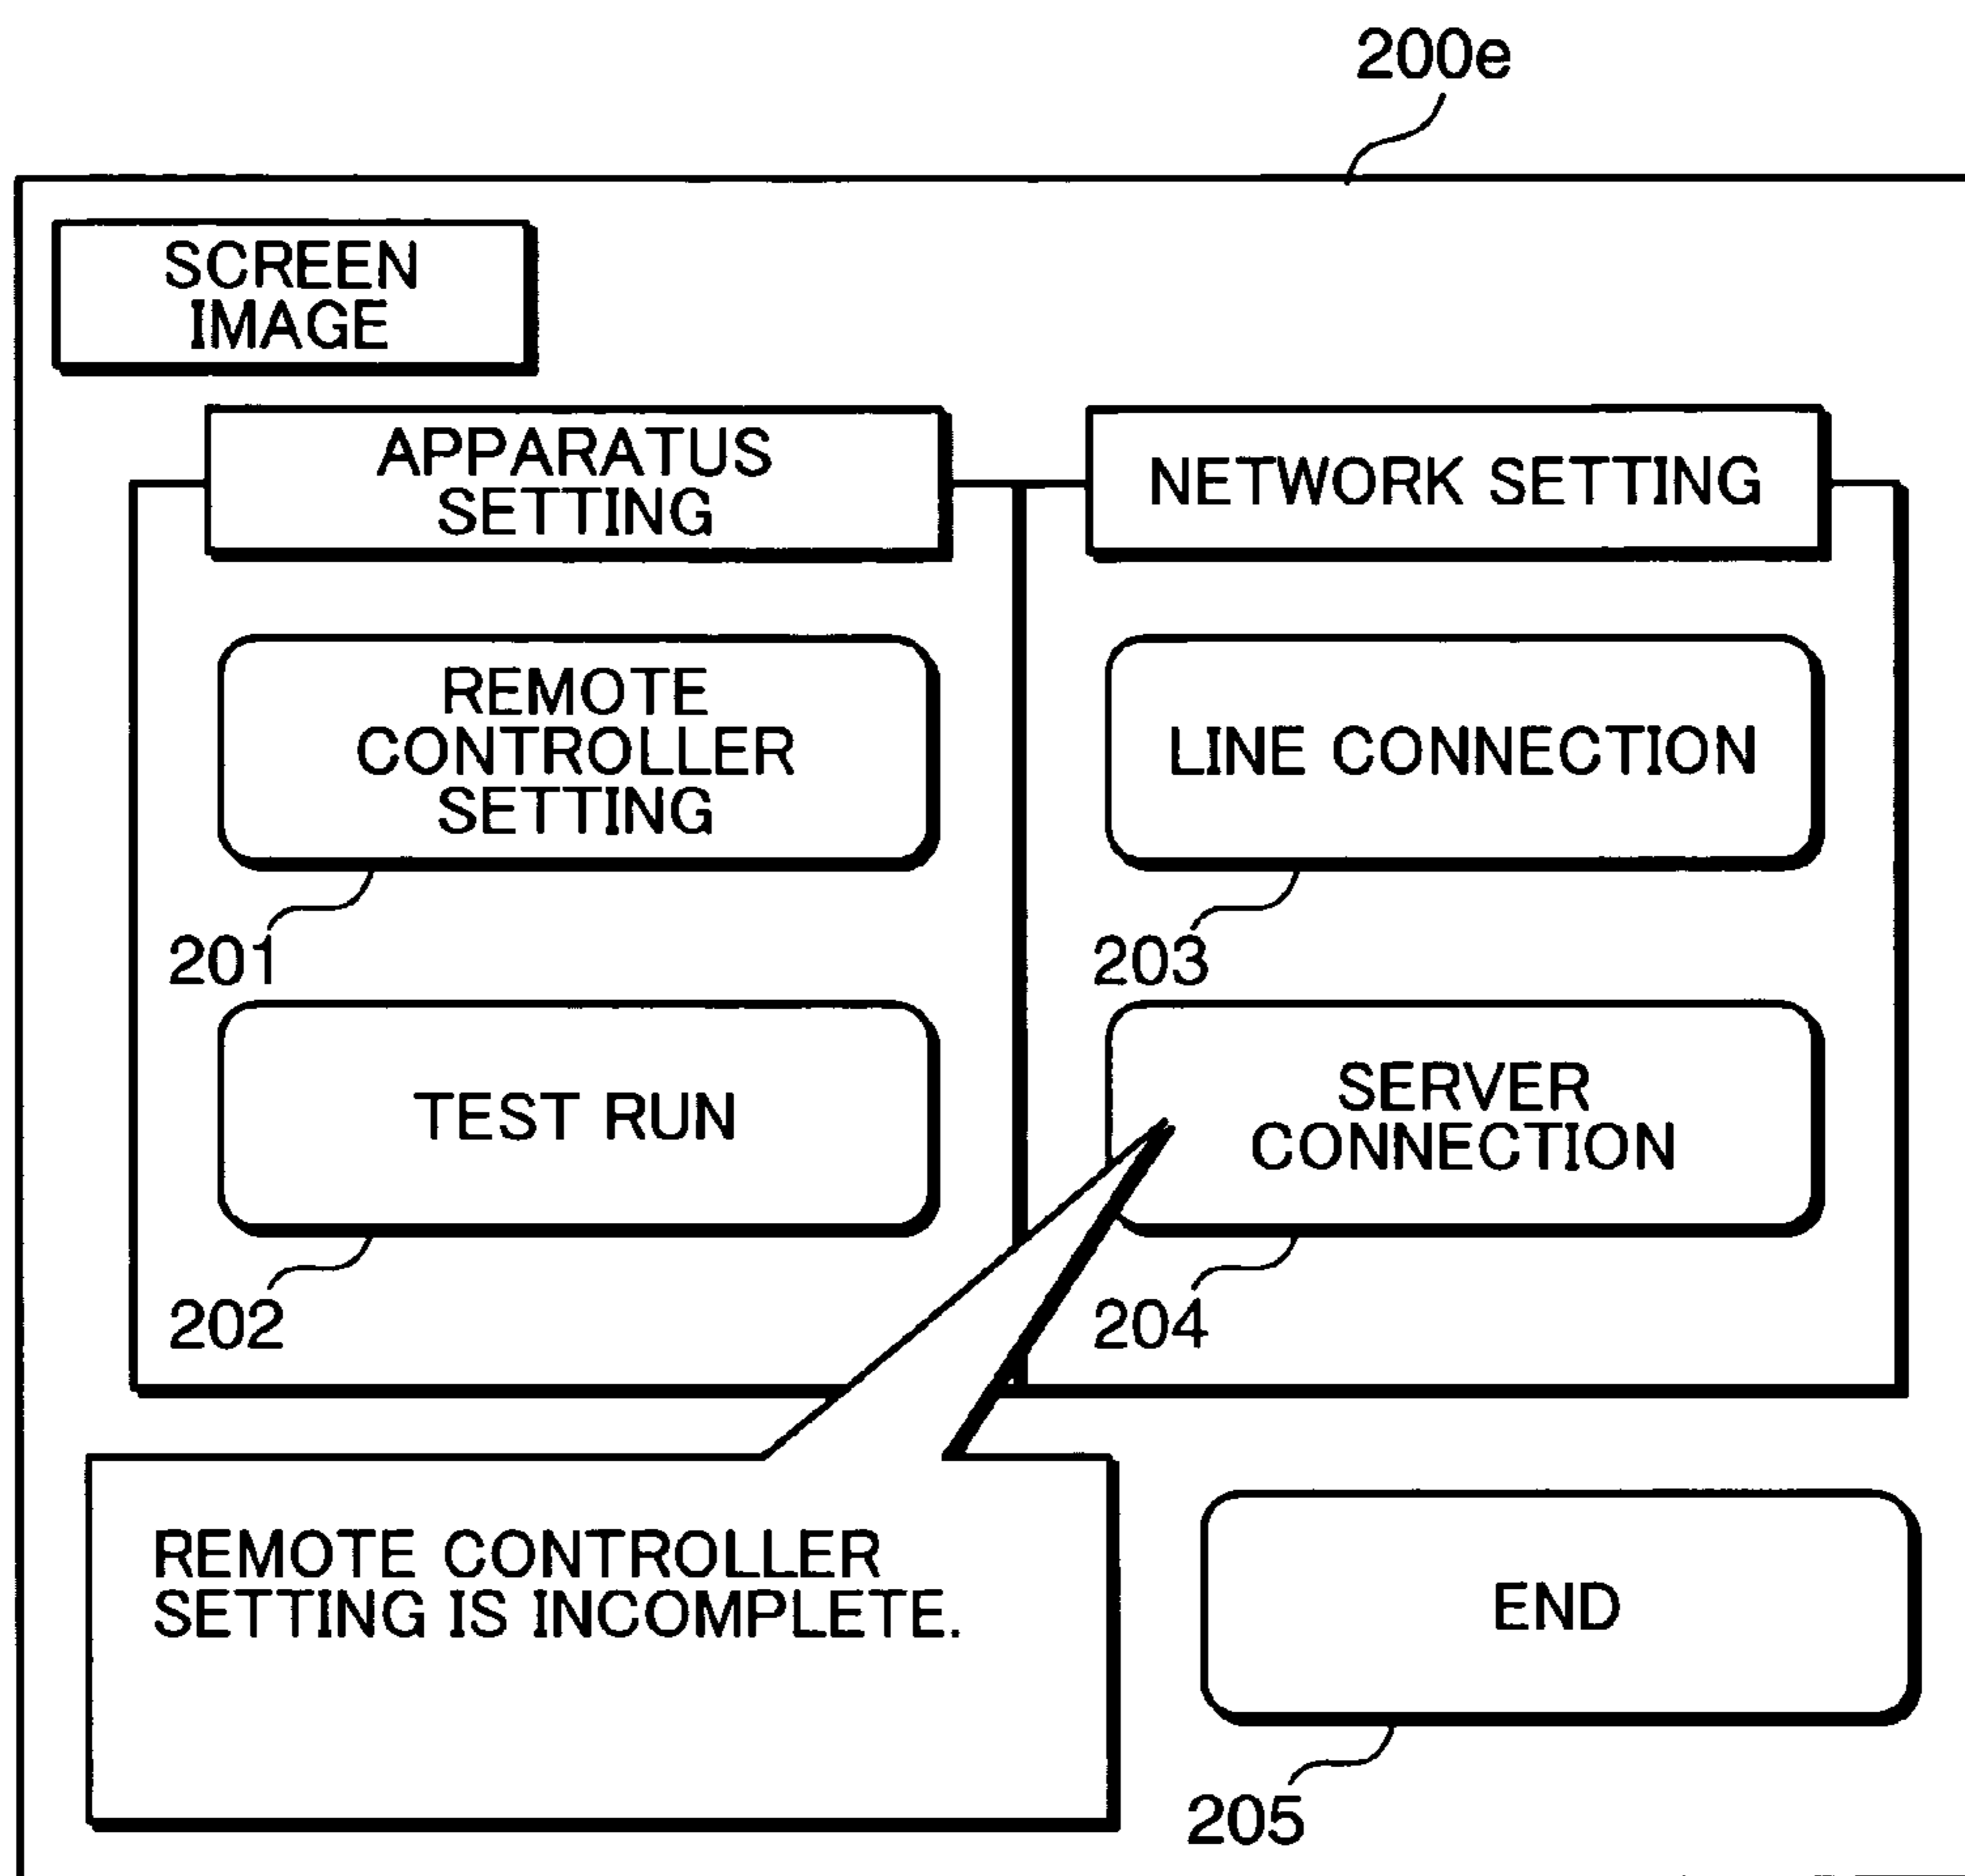 200e
SCREEN
IMAGE
APPARATUS
SETTING
NETWORK SETTING
REMOTE
CONTROLLER
SETTING
LINE CONNECTION
201
203
TEST RUN
SERVER
CONNECTION
202
204
REMOTE CONTROLLER
SETTING IS INCOMPLETE.
END
205